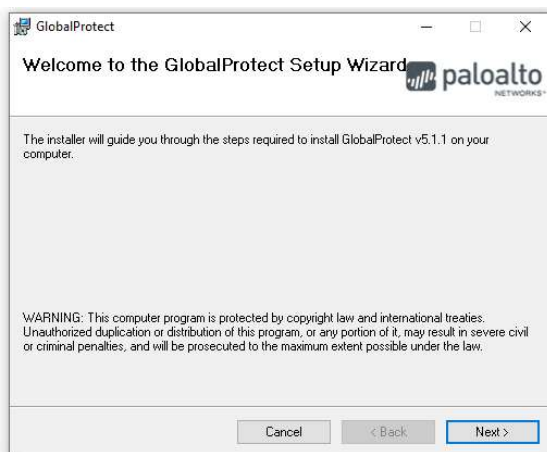 GlobalProtect
Welcome to the GlobalProtect Setup Wizard
paloalto
NETWORKS
The installer will guide you through the steps required to install GlobalProtect v5.1.1 on your
computer.
WARNING: This computer program is protected by copyright law and international treaties.
Unauthorized duplication or distribution of this program, or any portion of it, may result in severe civil
or criminal penalties, and will be prosecuted to the maximum extent possible under the law.
Cancel < Back Next >